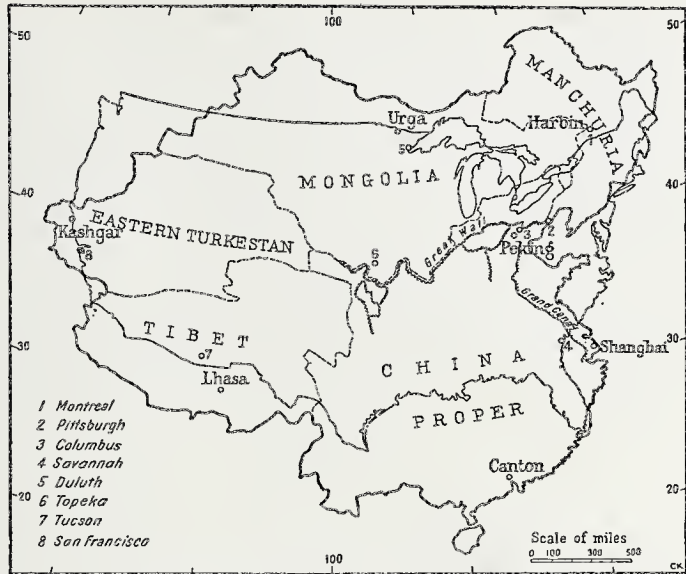 100
50
50
MANCHURIA
Urga
Harbin
5
MONGOLIA
40
40
Kashgar
EASTERN TURKESTAN
8
6
Great Wall
3
2
Peking
Grand Canal
TIBET
7
30
30
4
Shanghai
CHINA
Lhasa
PROPER
1 Montreal
2 Pittsburgh
3 Columbus
4 Savannah
5 Duluth
6 Topeka
7 Tucson
8 San Francisco
Canton
20
20
Scale of miles
0 100 300 500
100
CK